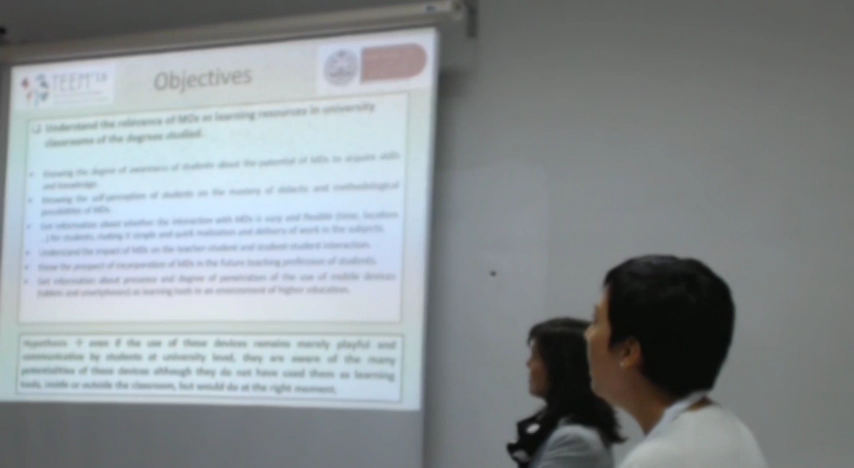 TEEM'18
Objectives
Understand the relevance of MDs as learning resources in university
classrooms of the degrees studied.
Knowing the degree of awareness of students about the potential of MDs to acquire skills
and knowledge.
Knowing the self-perception of students on the mastery of didactic and methodological
possibilities of MDs.
Get information about whether the interaction with MDs is easy and flexible (time, location
...) for students, making it simple and quick realization and delivery of work in the subjects.
Understand the impact of MDs on the teacher-student and student-student interaction.
Know the prospect of incorporation of MDs in the future teaching profession of students.
Get information about presence and degree of penetration of the use of mobile devices
(tablets and smartphones) as learning tools in an environment of higher education.
Hypothesis → even if the use of these devices remains merely playful and
communicative by students at university level, they are aware of the many
potentialities of these devices although they do not have used them as learning
tools, inside or outside the classroom, but would do at the right moment.